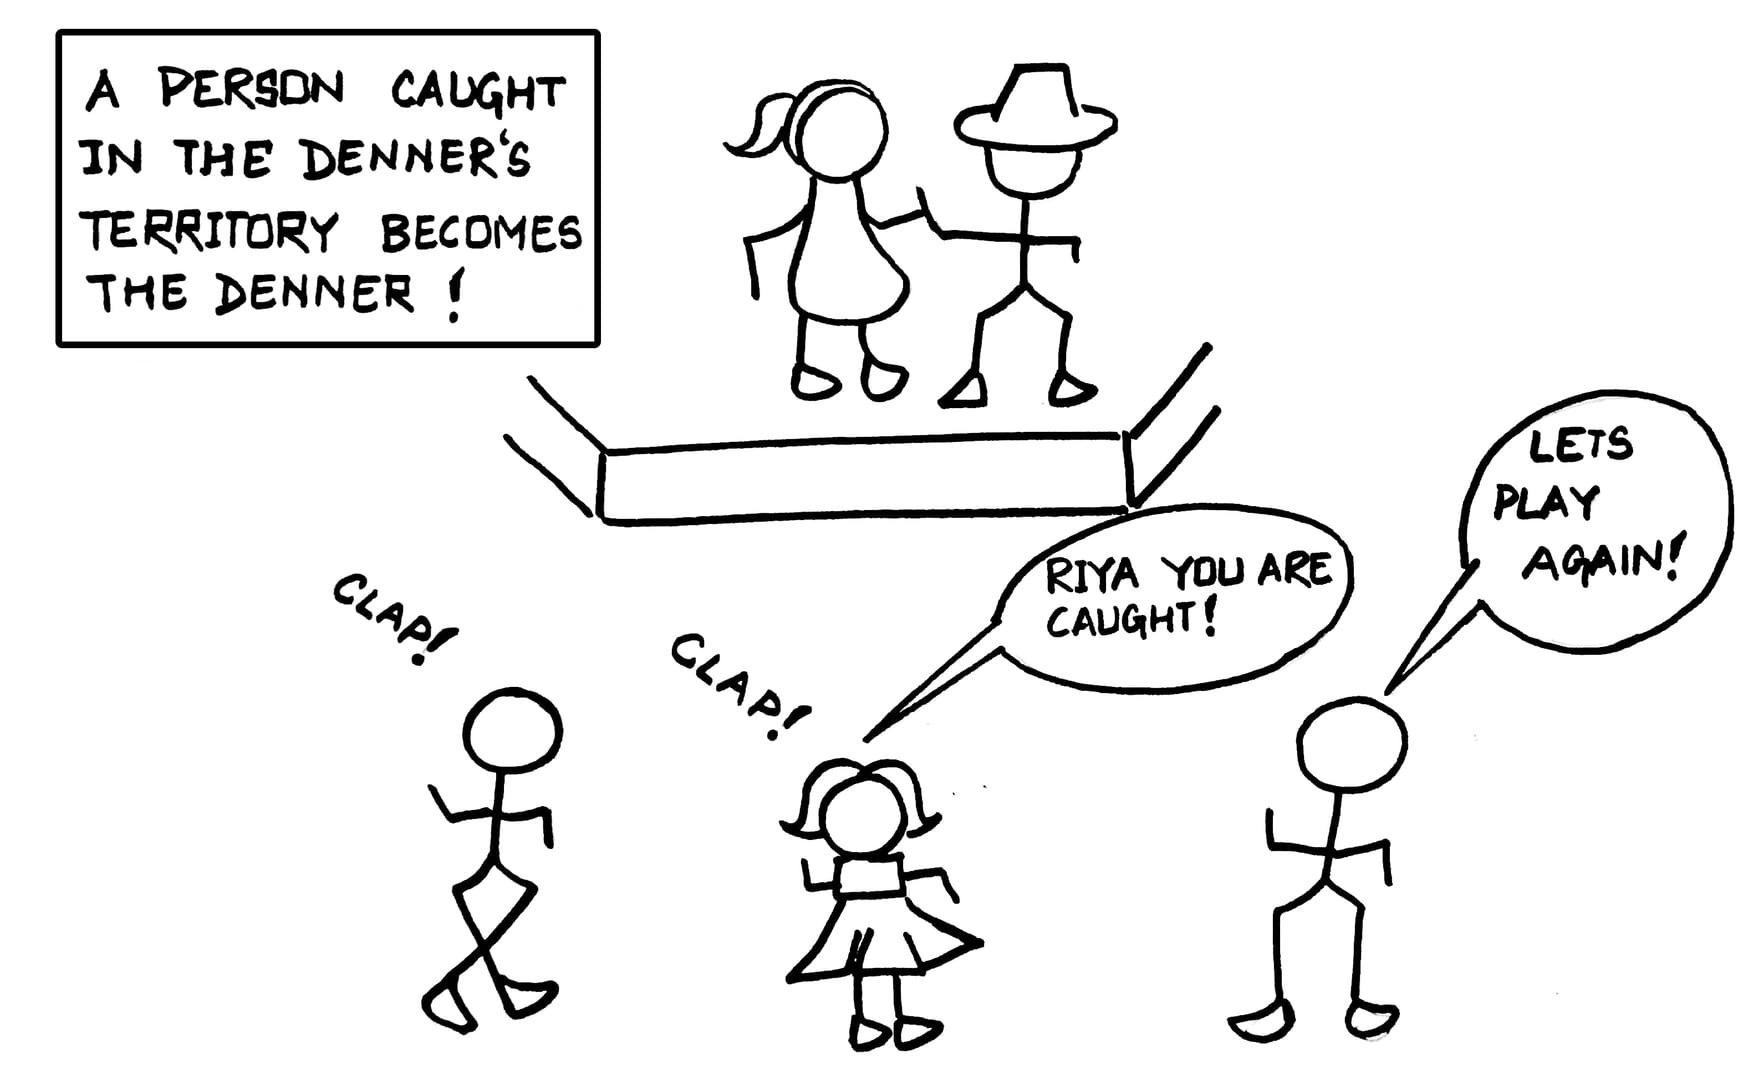 A PERSON CAUGHT
IN THE DENNER'S
TERRITORY BECOMES
THE DENNER !
LETS
PLAY
AGAIN!
RIYA YOU ARE
CAUGHT!
CLAP!
CLAP!